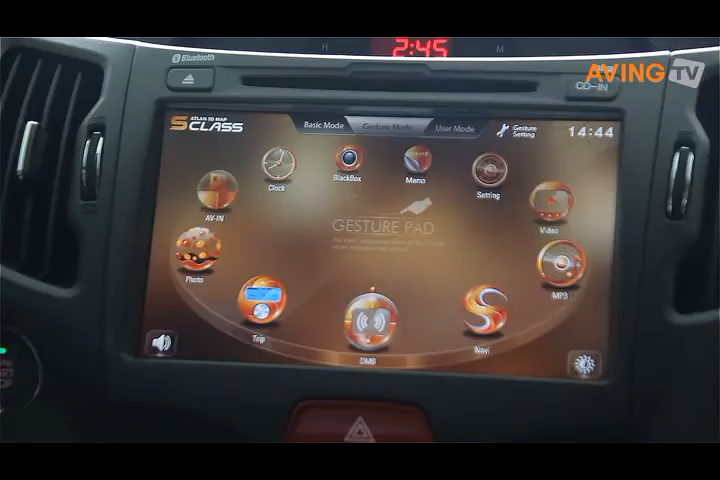 H
2:45
M
Bluetooth
AVING TV
CD-IN
ATLAN 3D MAP
S CLASS
Basic Mode
Gesture Mode
User Mode
Gesture Setting
14:44
Clock
BlackBox
Memo
Setting
AV-IN
Video
GESTURE PAD
Photo
MP3
Trip
DMB
Navi